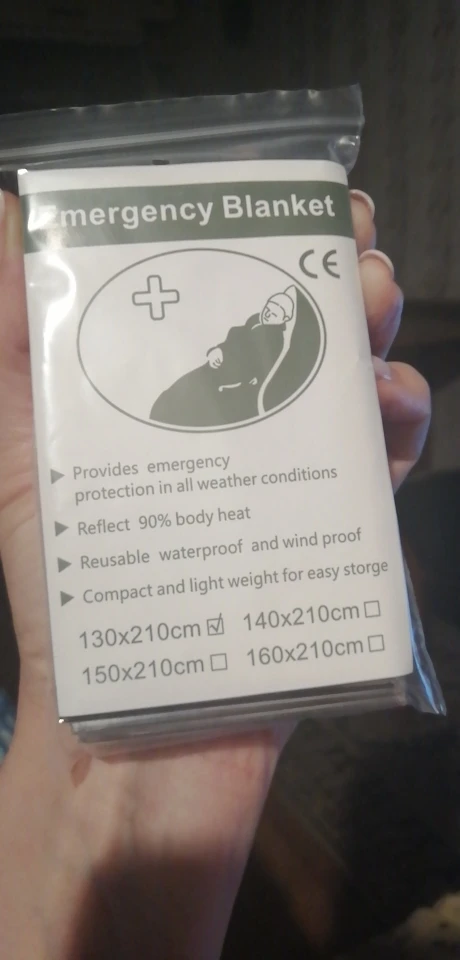 Emergency Blanket
CE
▶ Provides emergency
protection in all weather conditions
▶ Reflect 90% body heat
▶ Reusable waterproof and wind proof
▶ Compact and light weight for easy storge
130x210cm ☑ 140x210cm ☐
150x210cm ☐ 160x210cm ☐